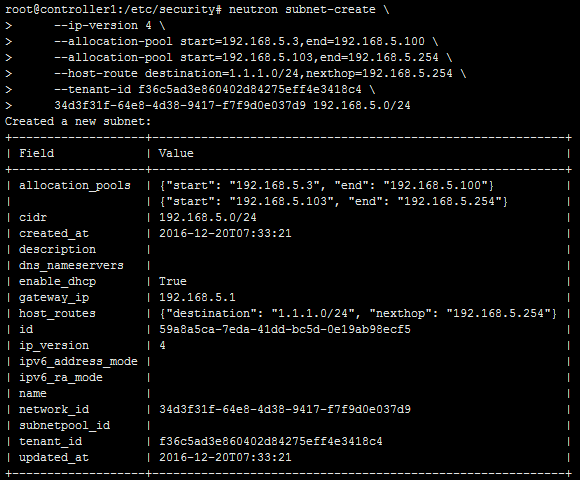 root@controller1:/etc/security# neutron subnet-create \
>      --ip-version 4 \
>      --allocation-pool start=192.168.5.3,end=192.168.5.100 \
>      --allocation-pool start=192.168.5.103,end=192.168.5.254 \
>      --host-route destination=1.1.1.0/24,nexthop=192.168.5.254 \
>      --tenant-id f36c5ad3e860402d84275eff4e3418c4 \
>      34d3f31f-64e8-4d38-9417-f7f9d0e037d9 192.168.5.0/24
Created a new subnet:
+-------------------+----------------------------------------------------------+
| Field             | Value                                                    |
+-------------------+----------------------------------------------------------+
| allocation_pools  | {"start": "192.168.5.3", "end": "192.168.5.100"}         |
|                   | {"start": "192.168.5.103", "end": "192.168.5.254"}       |
| cidr              | 192.168.5.0/24                                           |
| created_at        | 2016-12-20T07:33:21                                      |
| description       |                                                          |
| dns_nameservers   |                                                          |
| enable_dhcp       | True                                                     |
| gateway_ip        | 192.168.5.1                                              |
| host_routes       | {"destination": "1.1.1.0/24", "nexthop": "192.168.5.254"} |
| id                | 59a8a5ca-7eda-41dd-bc5d-0e19ab98ecf5                     |
| ip_version        | 4                                                        |
| ipv6_address_mode |                                                          |
| ipv6_ra_mode      |                                                          |
| name              |                                                          |
| network_id        | 34d3f31f-64e8-4d38-9417-f7f9d0e037d9                     |
| subnetpool_id     |                                                          |
| tenant_id         | f36c5ad3e860402d84275eff4e3418c4                         |
| updated_at        | 2016-12-20T07:33:21                                      |
+-------------------+----------------------------------------------------------+